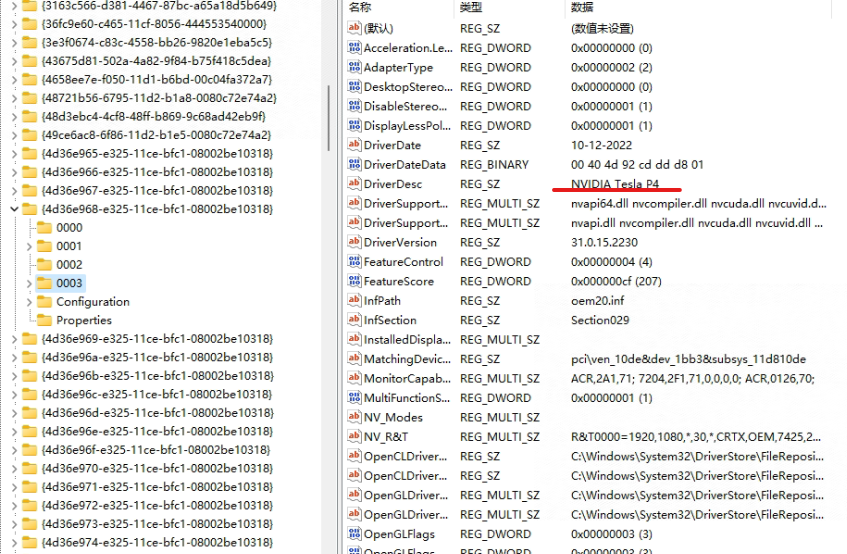 {3163c566-d381-4467-87bc-a65a18d5b649}
{36fc9e60-c465-11cf-8056-444553540000}
{3e3f0674-c83c-4558-bb26-9820e1eba5c5}
{43675d81-502a-4a82-9f84-b75f418c5dea}
{4658ee7e-f050-11d1-b6bd-00c04fa372a7}
{48721b56-6795-11d2-b1a8-0080c72e74a2}
{48d3ebc4-4cf8-48ff-b869-9c68ad42eb9f}
{49ce6ac8-6f86-11d2-b1e5-0080c72e74a2}
{4d36e965-e325-11ce-bfc1-08002be10318}
{4d36e966-e325-11ce-bfc1-08002be10318}
{4d36e967-e325-11ce-bfc1-08002be10318}
{4d36e968-e325-11ce-bfc1-08002be10318}
0000
0001
0002
0003
Configuration
Properties
{4d36e969-e325-11ce-bfc1-08002be10318}
{4d36e96a-e325-11ce-bfc1-08002be10318}
{4d36e96b-e325-11ce-bfc1-08002be10318}
{4d36e96c-e325-11ce-bfc1-08002be10318}
{4d36e96d-e325-11ce-bfc1-08002be10318}
{4d36e96e-e325-11ce-bfc1-08002be10318}
{4d36e96f-e325-11ce-bfc1-08002be10318}
{4d36e970-e325-11ce-bfc1-08002be10318}
{4d36e971-e325-11ce-bfc1-08002be10318}
{4d36e972-e325-11ce-bfc1-08002be10318}
{4d36e973-e325-11ce-bfc1-08002be10318}
{4d36e974-e325-11ce-bfc1-08002be10318}
名称 类型 数据
(默认) REG_SZ (数值未设置)
Acceleration.Le... REG_DWORD 0x00000000 (0)
AdapterType REG_DWORD 0x00000002 (2)
DesktopStereo... REG_DWORD 0x00000000 (0)
DisableStereo... REG_DWORD 0x00000001 (1)
DisplayLessPol... REG_DWORD 0x00000001 (1)
DriverDate REG_SZ 10-12-2022
DriverDateData REG_BINARY 00 40 4d 92 cd dd d8 01
DriverDesc REG_SZ NVIDIA Tesla P4
DriverSupport... REG_MULTI_SZ nvapi64.dll nvcompiler.dll nvcuda.dll nvcuvid.d...
DriverSupport... REG_MULTI_SZ nvapi.dll nvcompiler.dll nvcuda.dll nvcuvid.dll ...
DriverVersion REG_SZ 31.0.15.2230
FeatureControl REG_DWORD 0x00000004 (4)
FeatureScore REG_DWORD 0x000000cf (207)
InfPath REG_SZ oem20.inf
InfSection REG_SZ Section029
InstalledDispla... REG_MULTI_SZ
MatchingDevic... REG_SZ pci\ven_10de&dev_1bb3&subsys_11d810de
MonitorCapab... REG_MULTI_SZ ACR,2A1,71; 7204,2F1,71,0,0,0,0; ACR,0126,70;
MultiFunctionS... REG_DWORD 0x00000001 (1)
NV_Modes REG_MULTI_SZ
NV_R&T REG_MULTI_SZ R&T0000=1920,1080,*,30,*,CRTX,OEM,7425,2...
OpenCLDriver... REG_SZ C:\Windows\System32\DriverStore\FileReposi...
OpenCLDriver... REG_SZ C:\Windows\System32\DriverStore\FileReposi...
OpenGLDriver... REG_MULTI_SZ C:\Windows\System32\DriverStore\FileReposi...
OpenGLDriver... REG_MULTI_SZ C:\Windows\System32\DriverStore\FileReposi...
OpenGLFlags REG_DWORD 0x00000003 (3)
OpenGLFlags REG_DWORD 0x00000003 (3)